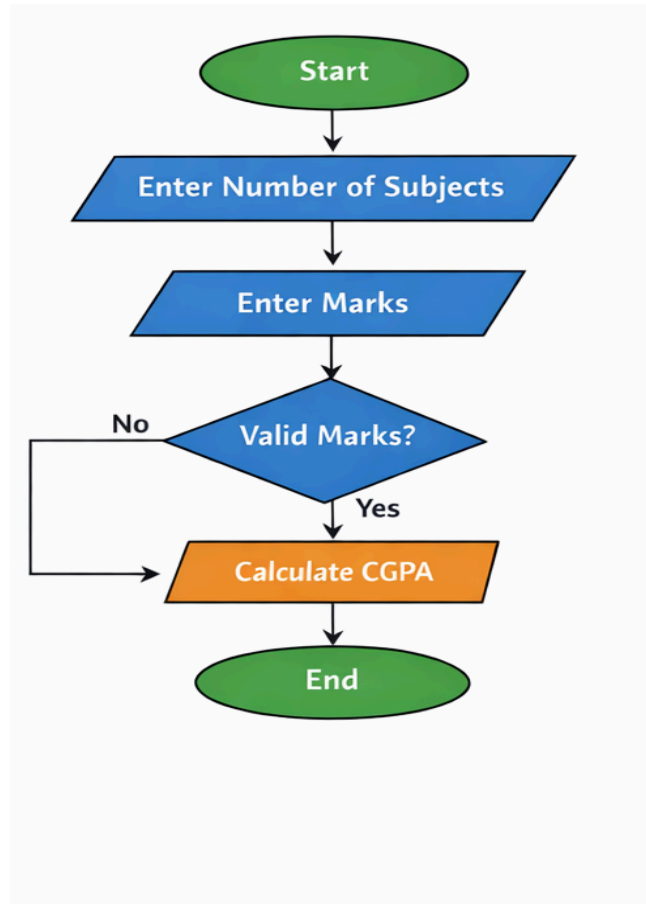 Start
Enter Number of Subjects
Enter Marks
No
Valid Marks?
Yes
Calculate CGPA
End